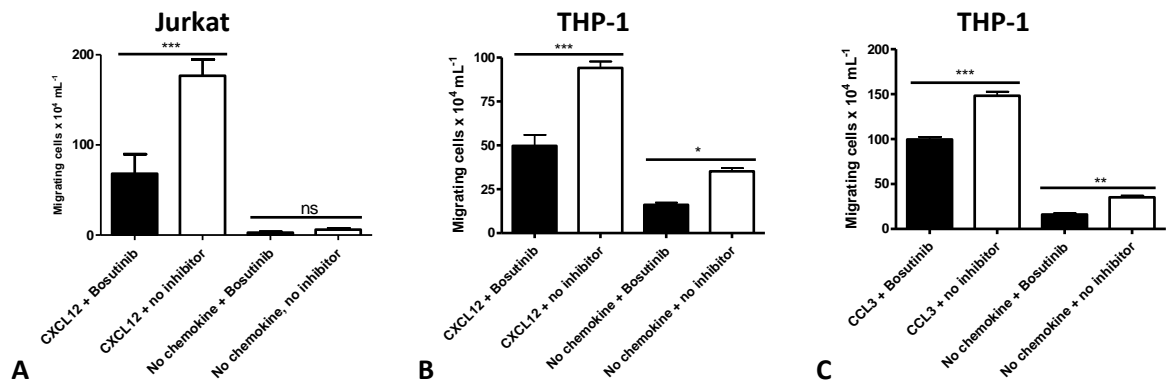 Jurkat
THP-1
THP-1
Migrating cells x 10⁴ mL⁻¹
200
100
0
***
ns
CXCL12 + Bosutinib
CXCL12 + no inhibitor
No chemokine + Bosutinib
No chemokine, no inhibitor
A
Migrating cells x 10⁴ mL⁻¹
100
75
50
25
0
***
*
CXCL12 + Bosutinib
CXCL12 + no inhibitor
No chemokine + Bosutinib
No chemokine + no inhibitor
B
Migrating cells x 10⁴ mL⁻¹
200
150
100
50
0
***
**
CCL3 + Bosutinib
CCL3 + no inhibitor
No chemokine + Bosutinib
No chemokine + no inhibitor
C